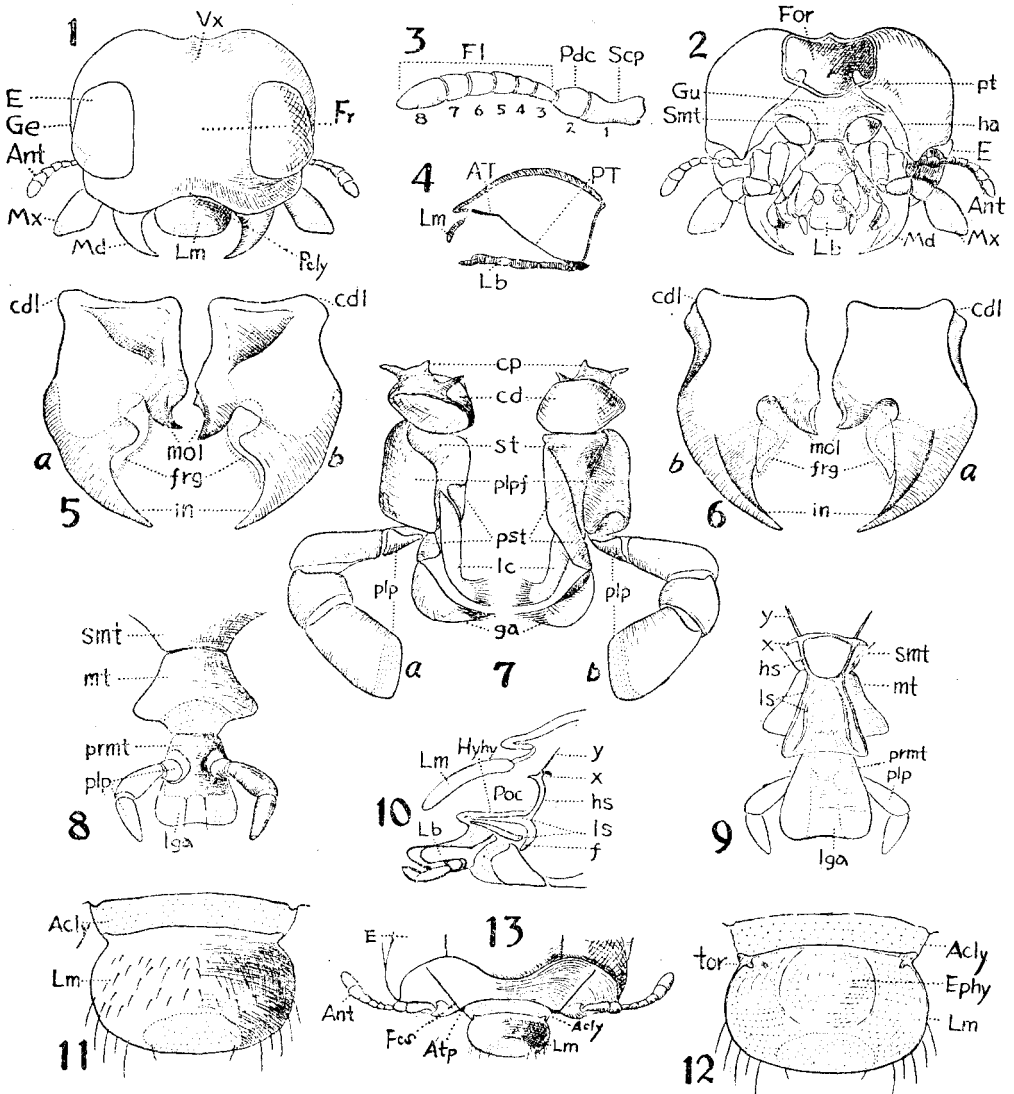 1
Vx
E
Ge
Ant
Mx
Md
Lm
Pcly
Fr
3
Fl
Pdc
Scp
8
7
6
5
4
3
2
1
4
AT
PT
Lm
Lb
2
For
Gu
Smt
pt
ha
E
Ant
Mx
Md
Lb
cdl
cdl
mol
frg
in
a
b
5
cp
cd
st
plpf
pst
lc
plp
plp
ga
a
7
b
cdl
cdl
mol
frg
in
b
a
6
Smt
mt
prmt
plp
lga
8
Hyhy
Lm
Poc
y
x
hs
ls
f
Lb
10
y
x
hs
ls
smt
mt
prmt
plp
lga
9
Acly
Lm
11
13
E
Ant
Fcs
Atp
Lm
Acly
tor
Acly
Ephy
Lm
12